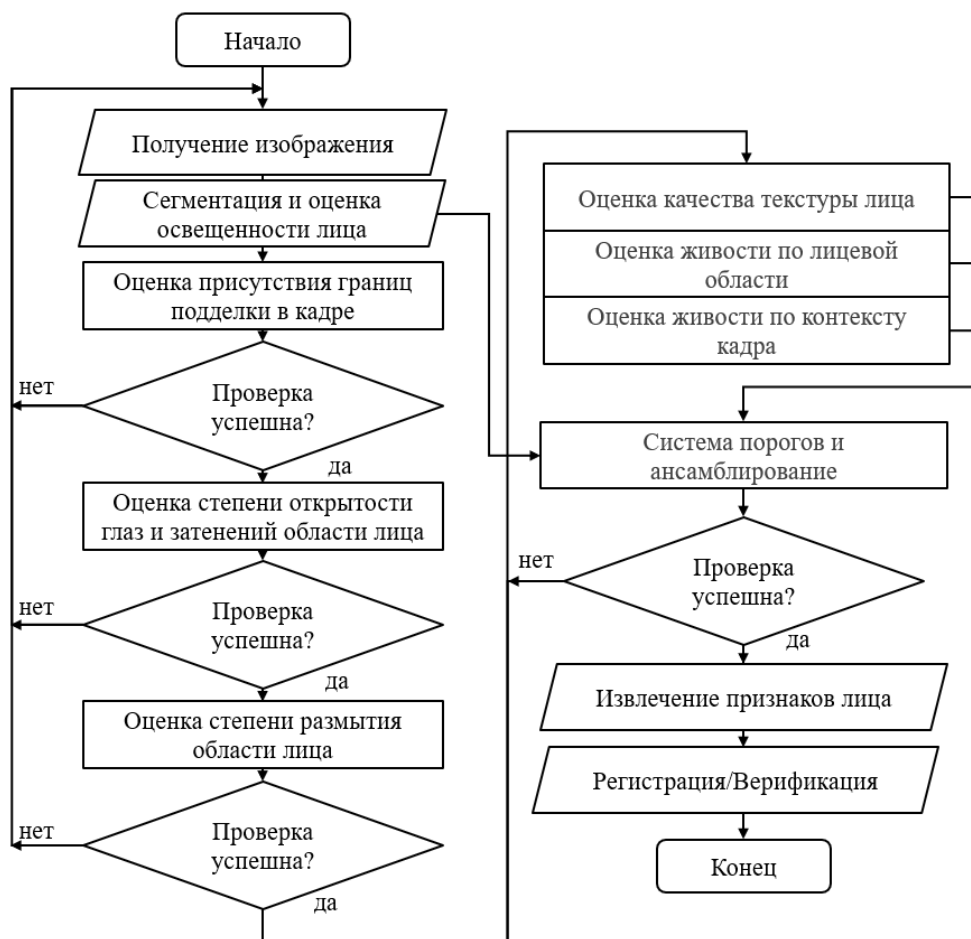 Начало
Получение изображения
Сегментация и оценка
освещенности лица
Оценка присутствия границ
подделки в кадре
Проверка
успешна?
нет
да
Оценка степени открытости
глаз и затенений области лица
Проверка
успешна?
нет
да
Оценка степени размытия
области лица
Проверка
успешна?
нет
да
Оценка качества текстуры лица
Оценка живости по лицевой
области
Оценка живости по контексту
кадра
Система порогов и
ансамблирование
Проверка
успешна?
нет
да
Извлечение признаков лица
Регистрация/Верификация
Конец